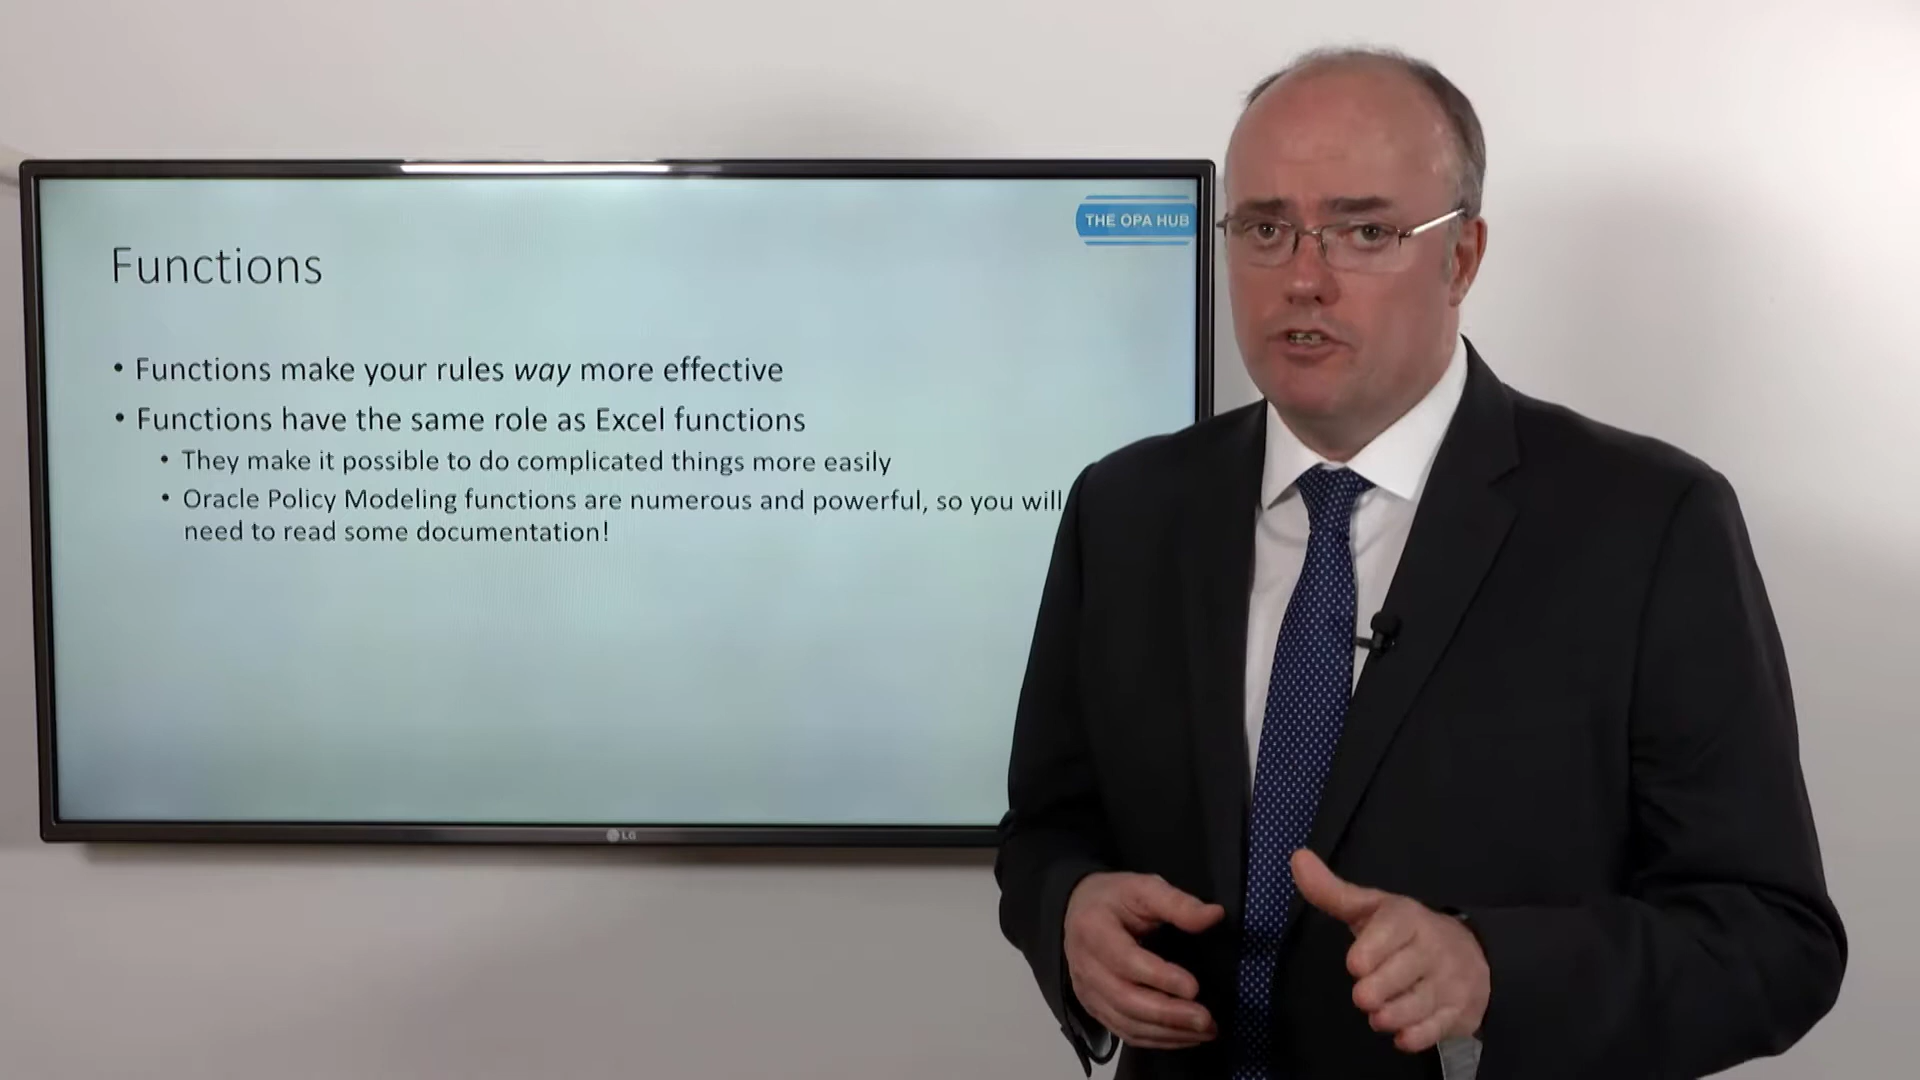 THE OPA HUB
Functions
• Functions make your rules way more effective
• Functions have the same role as Excel functions
• They make it possible to do complicated things more easily
• Oracle Policy Modeling functions are numerous and powerful, so you will
need to read some documentation!
LG